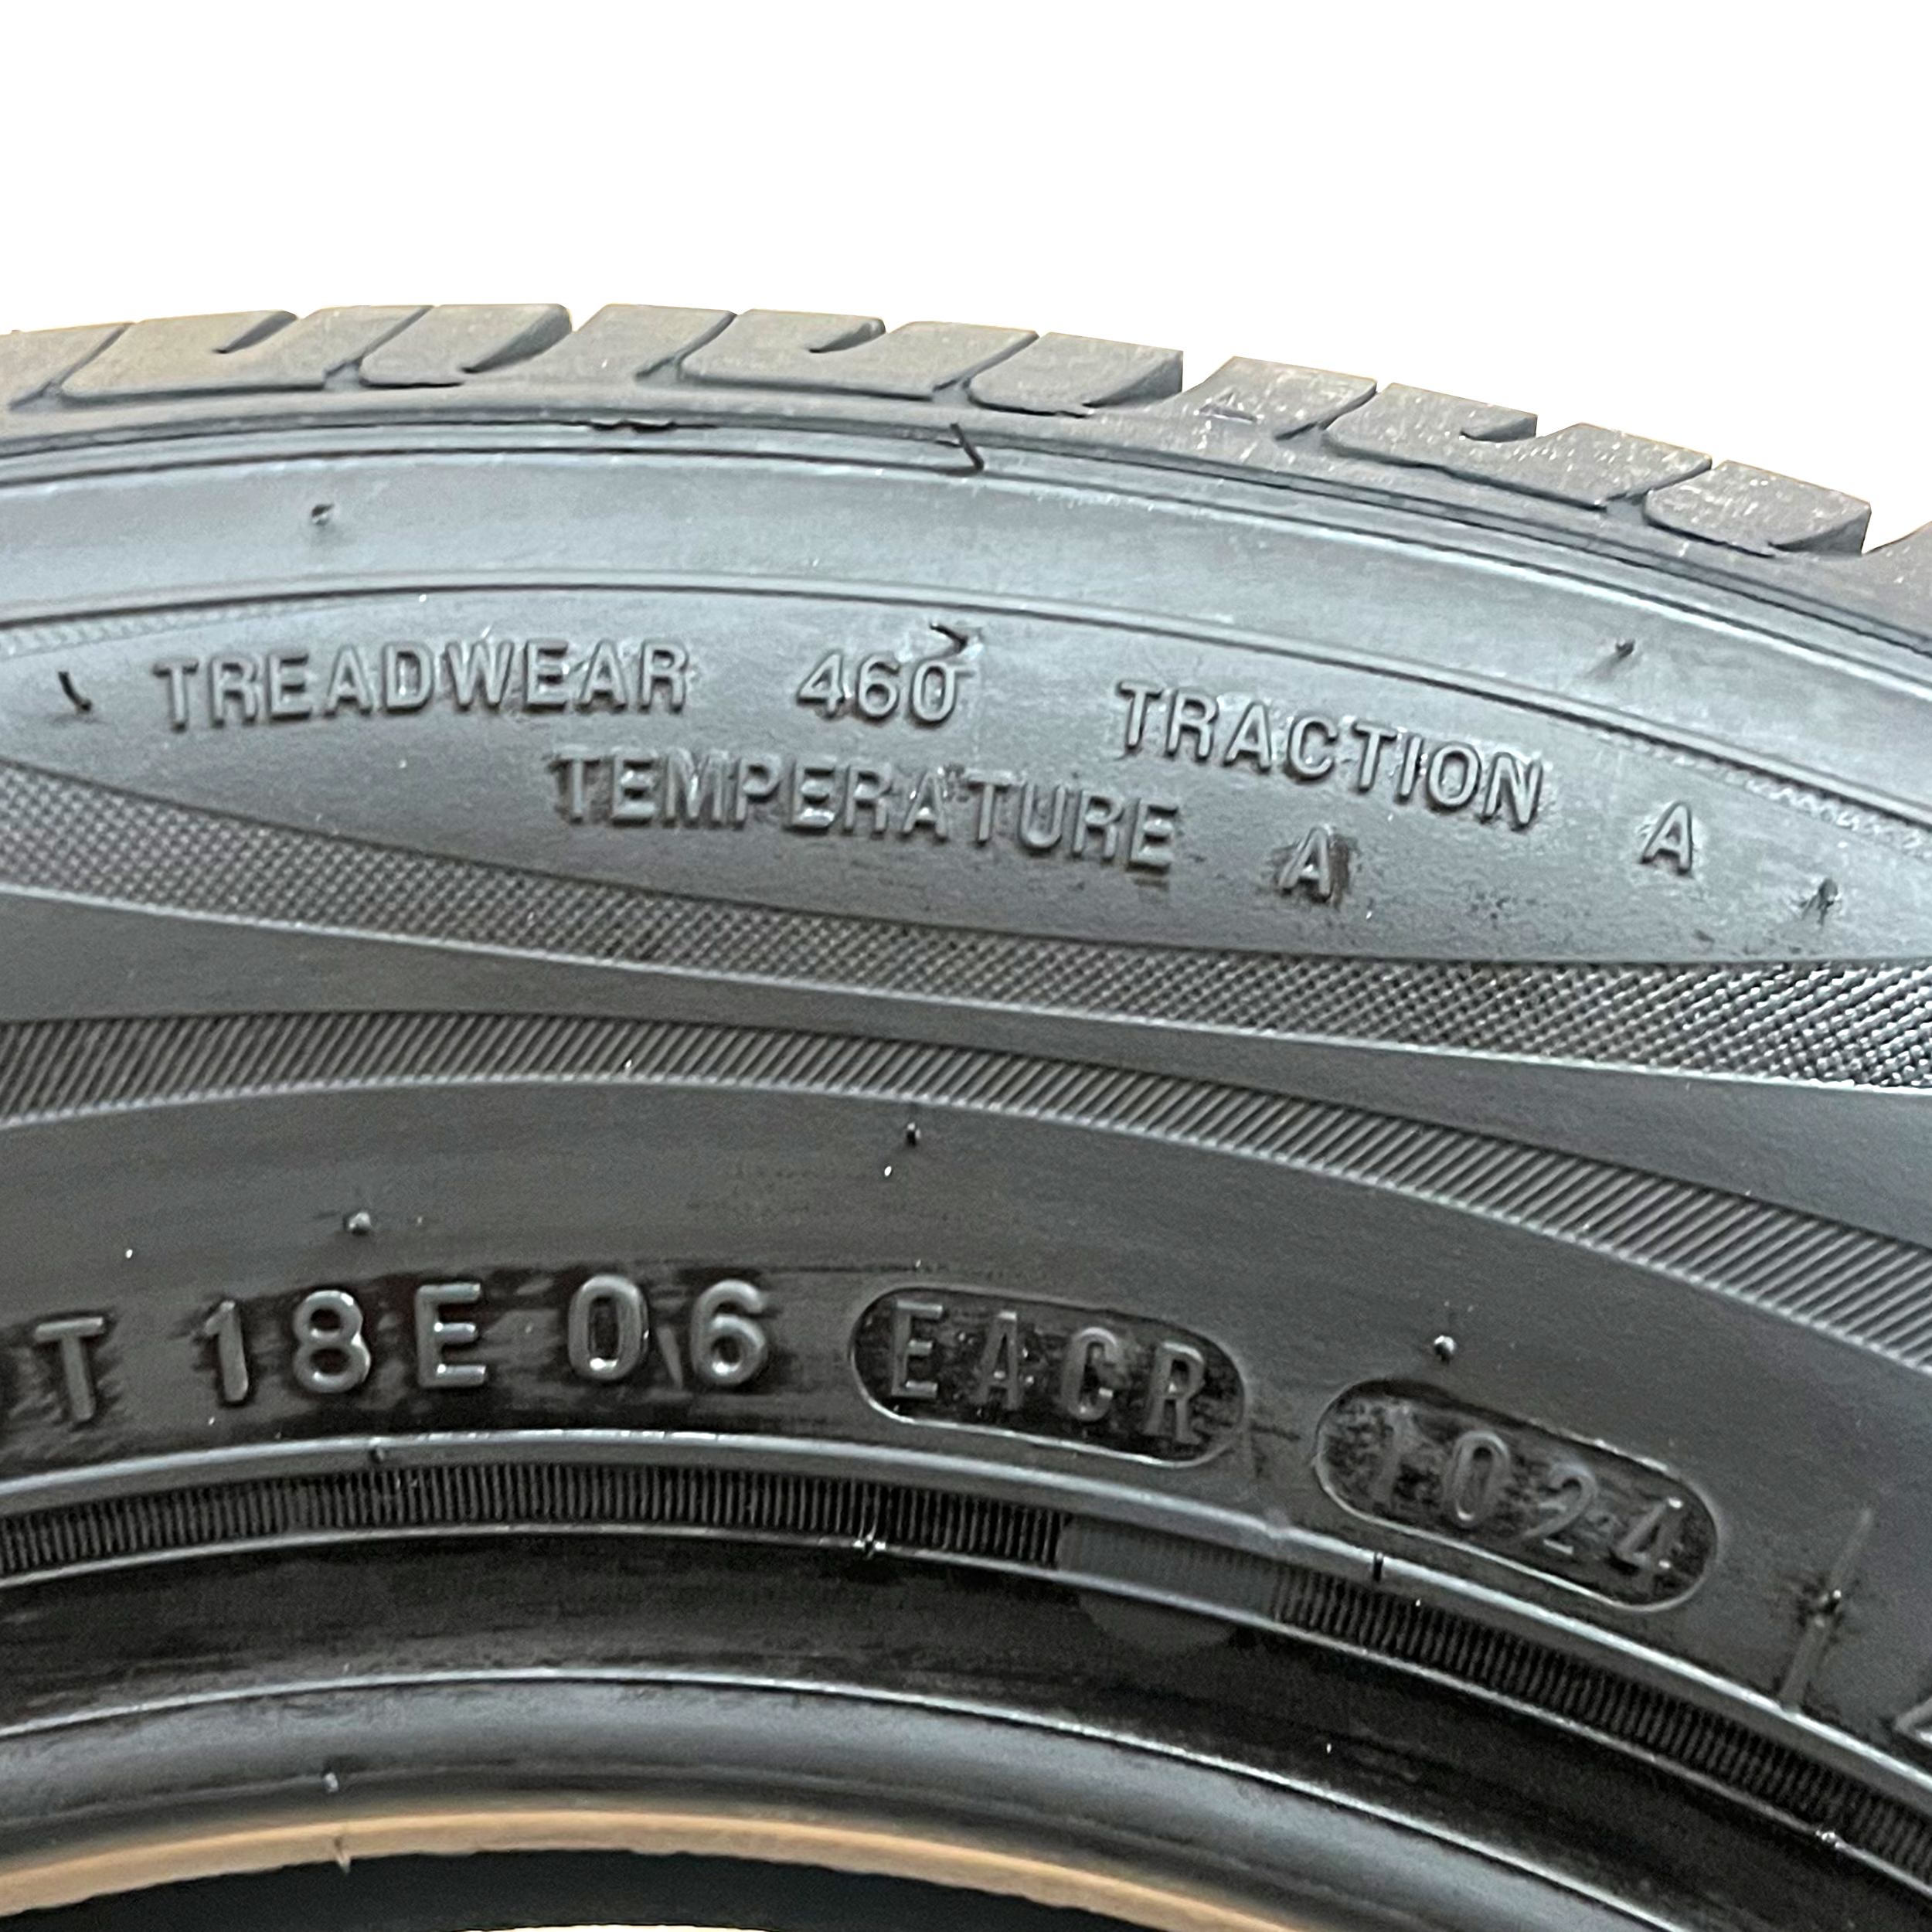 TREADWEAR 460 TRACTION A
TEMPERATURE A
T 18E 06 EACR 1024